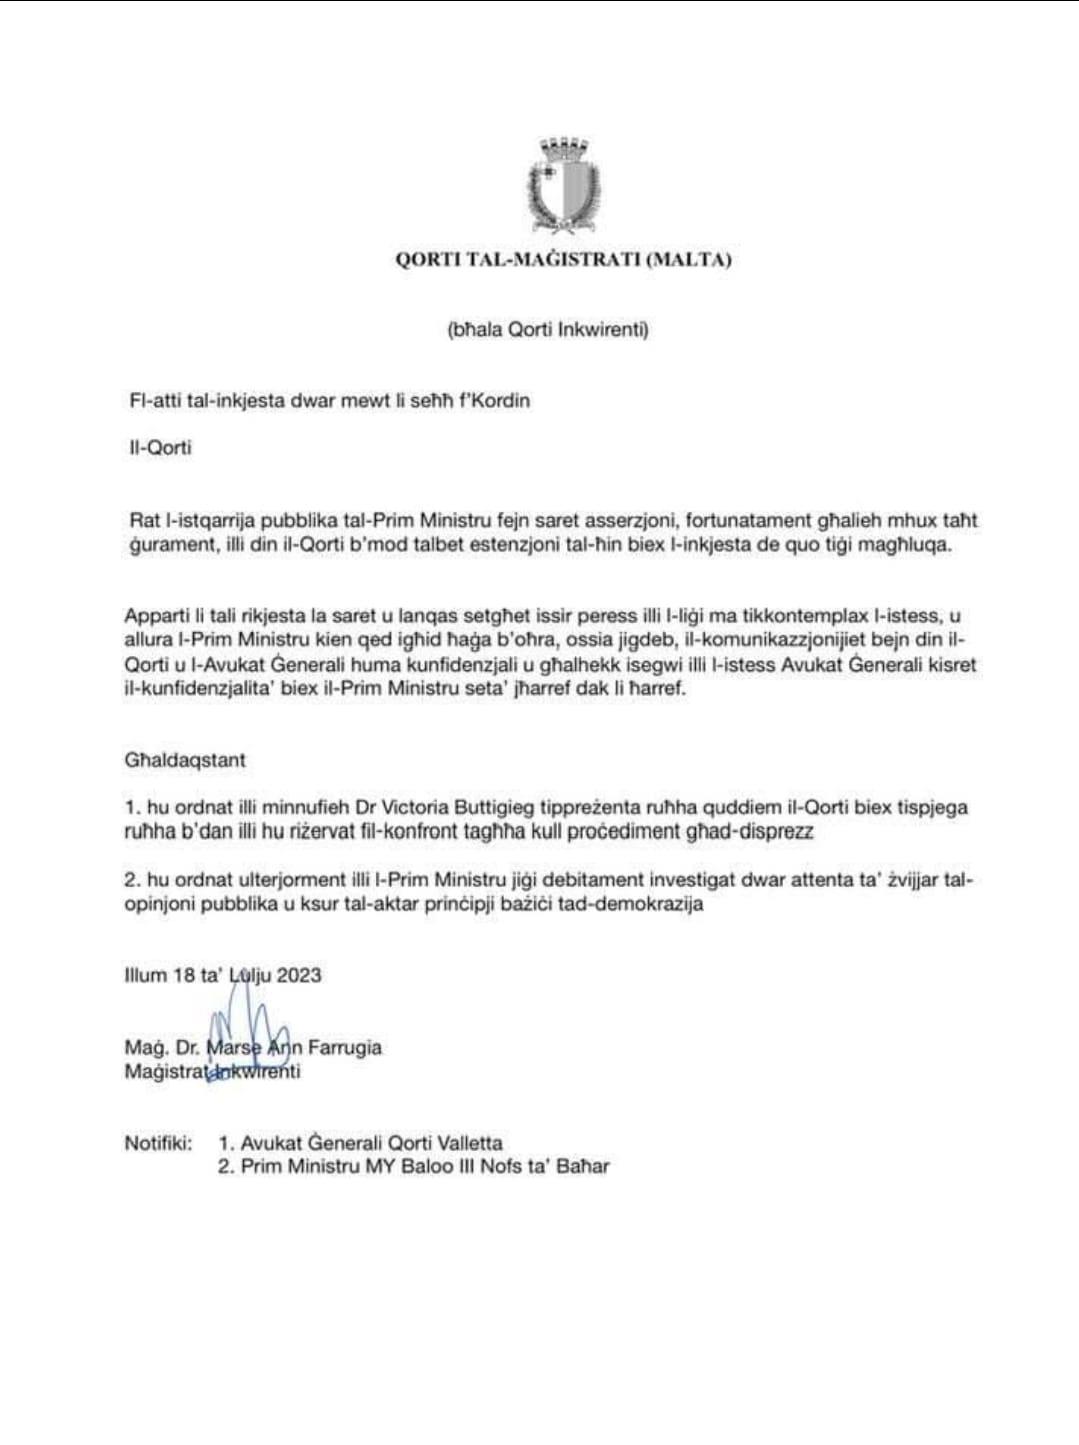 QORTI TAL-MAĠISTRATI (MALTA)
(bħala Qorti Inkwirenti)
Fl-atti tal-inkjesta dwar mewt li seħħ f'Kordin
Il-Qorti
Rat l-istqarrija pubblika tal-Prim Ministru fejn saret asserzjoni, fortunatament għalieh mhux taħt
ġurament, illi din il-Qorti b'mod talbet estenzjoni tal-ħin biex l-inkjesta de quo tiġi magħluqa.
Apparti li tali rikjesta la saret u lanqas setgħet issir peress illi l-liġi ma tikkontemplax l-istess, u
allura l-Prim Ministru kien qed igħid ħaġa b'oħra, ossia jigdeb, il-komunikazzjonijiet bejn din il-
Qorti u l-Avukat Ġenerali huma kunfidenzjali u għalhekk isegwi illi l-istess Avukat Ġenerali kisret
il-kunfidenzjalita' biex il-Prim Ministru seta' jħarref dak li ħarref.
Għaldaqstant
1. hu ordnat illi minnufieh Dr Victoria Buttigieg tippreżenta ruħha quddiem il-Qorti biex tispjega
ruħha b'dan illi hu riżervat fil-konfront tagħha kull proċediment għad-disprezz
2. hu ordnat ulterjorment illi l-Prim Ministru jiġi debitament investigat dwar attenta ta' żvijjar tal-
opinjoni pubblika u ksur tal-aktar prinċipji bażiċi tad-demokrazija
Illum 18 ta' Lulju 2023
Maġ. Dr. Marse Ann Farrugia
Maġistrat Inkwirenti
Notifiki: 1. Avukat Ġenerali Qorti Valletta
2. Prim Ministru MY Baloo III Nofs ta' Baħar